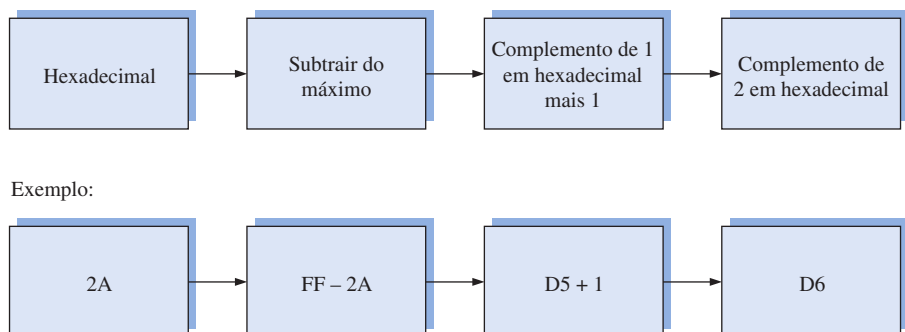 Hexadecimal
Subtrair do
máximo
Complemento de 1
em hexadecimal
mais 1
Complemento de
2 em hexadecimal
Exemplo:
2A
FF – 2A
D5 + 1
D6